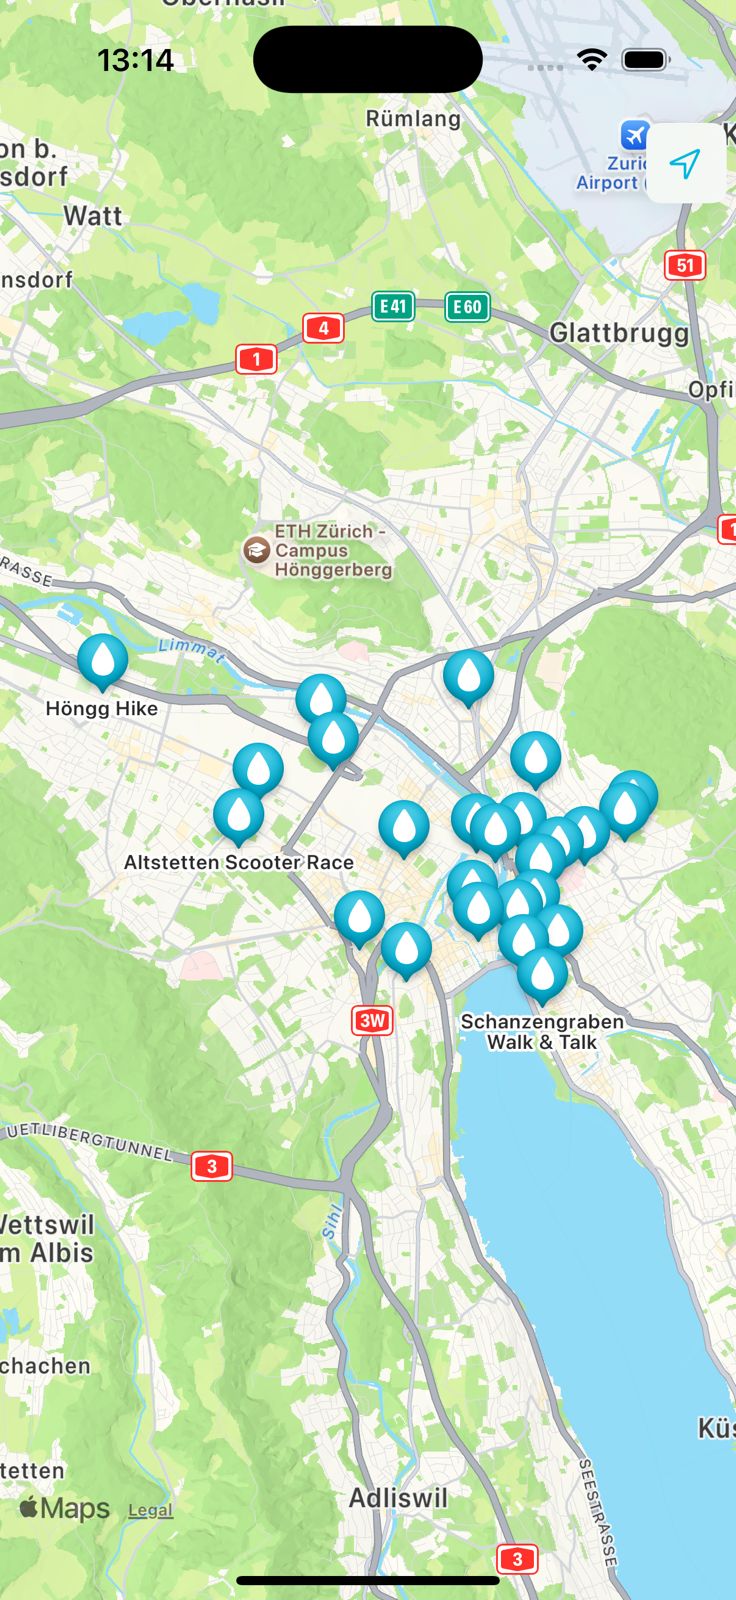 13:14
Rümlang
on b.
sdorf
Zuric
Airport (
K
Watt
51
nsdorf
E41
E60
4
Glattbrugg
1
Opfi
ETH Zürich -
Campus
Hönggerberg
1
RASSE
Limmat
Höngg Hike
Altstetten Scooter Race
3W
Schanzengraben
Walk & Talk
UETLIBERGTUNNEL
3
Wettswil
m Albis
Sihl
chachen
Küs
tetten
Adliswil
SEESTRASSE
Maps
Legal
3